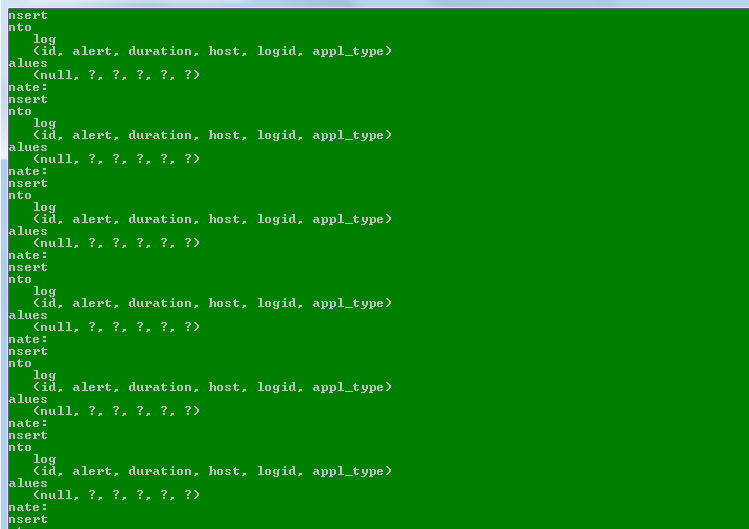 nsert
nto
log
(id, alert, duration, host, logid, appl_type)
alues
(null, ?, ?, ?, ?, ?)
nate:
nsert
nto
log
(id, alert, duration, host, logid, appl_type)
alues
(null, ?, ?, ?, ?, ?)
nate:
nsert
nto
log
(id, alert, duration, host, logid, appl_type)
alues
(null, ?, ?, ?, ?, ?)
nate:
nsert
nto
log
(id, alert, duration, host, logid, appl_type)
alues
(null, ?, ?, ?, ?, ?)
nate:
nsert
nto
log
(id, alert, duration, host, logid, appl_type)
alues
(null, ?, ?, ?, ?, ?)
nate:
nsert
nto
log
(id, alert, duration, host, logid, appl_type)
alues
(null, ?, ?, ?, ?, ?)
nate:
nsert